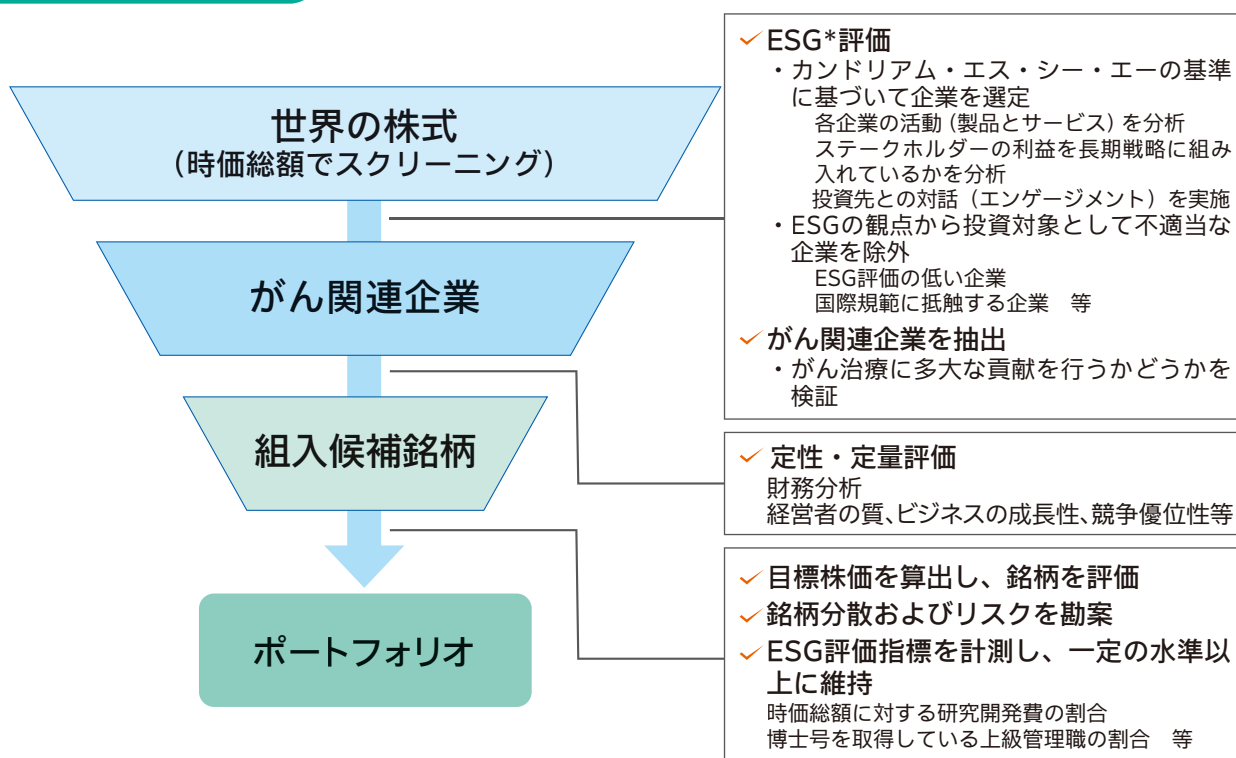 世界の株式
（時価総額でスクリーニング）
がん関連企業
組入候補銘柄
ポートフォリオ
ESG*評価
・カンドリアム・エス・シー・エーの基準
に基づいて企業を選定
各企業の活動（製品とサービス）を分析
ステークホルダーの利益を長期戦略に組み
入れているかを分析
投資先との対話（エンゲージメント）を実施
・ESGの観点から投資対象として不適当な
企業を除外
ESG評価の低い企業
国際規範に抵触する企業　等
がん関連企業を抽出
・がん治療に多大な貢献を行うかどうかを
検証
定性・定量評価
財務分析
経営者の質、ビジネスの成長性、競争優位性等
目標株価を算出し、銘柄を評価
銘柄分散およびリスクを勘案
ESG評価指標を計測し、一定の水準以
上に維持
時価総額に対する研究開発費の割合
博士号を取得している上級管理職の割合　等